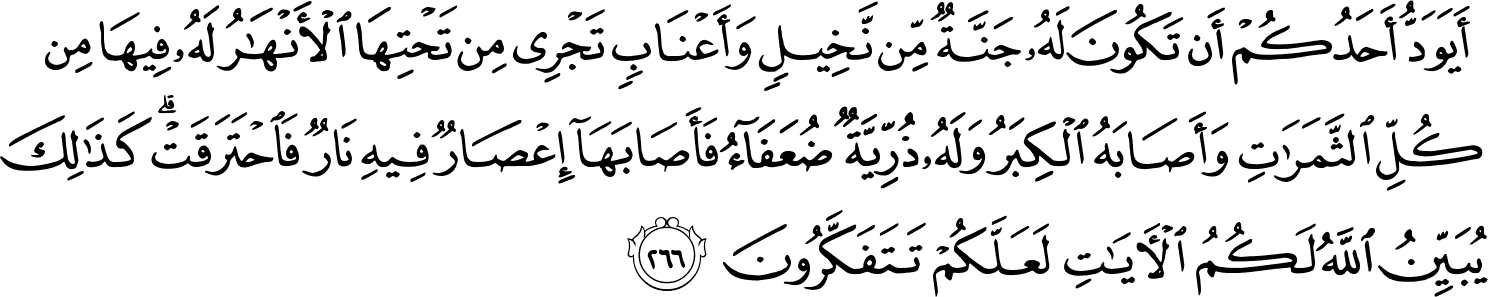 أَيَوَدُّ أَحَدُكُمۡ أَن تَكُونَ لَهُۥ جَنَّةٞ مِّن نَّخِيلٖ وَأَعۡنَابٖ تَجۡرِي مِن تَحۡتِهَا ٱلۡأَنۡهَٰرُ لَهُۥ فِيهَا مِن
كُلِّ ٱلثَّمَرَٰتِ وَأَصَابَهُ ٱلۡكِبَرُ وَلَهُۥ ذُرِّيَّةٞ ضُعَفَآءُ فَأَصَابَهَآ إِعۡصَارٞ فِيهِ نَارٞ فَٱحۡتَرَقَتۡۗ كَذَٰلِكَ
يُبَيِّنُ ٱللَّهُ لَكُمُ ٱلۡأٓيَٰتِ لَعَلَّكُمۡ تَتَفَكَّرُونَ ٢٦٦